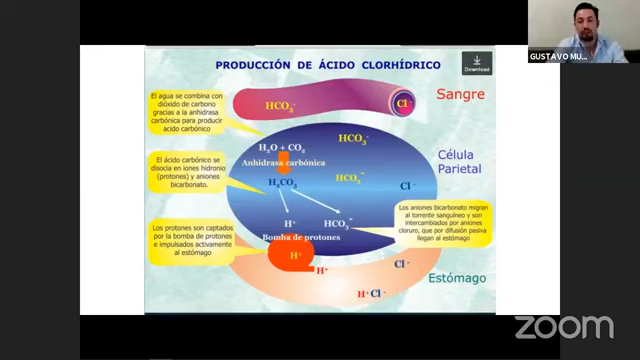 PRODUCCIÓN DE ÁCIDO CLORHÍDRICO
Download
GUSTAVO MU...
El agua se combina con
dióxido de carbono
gracias a la anhidrasa
carbónica para producir
ácido carbónico
HCO₃⁻
Cl⁻
Sangre
H₂O + CO₂
HCO₃⁻
Célula
Parietal
Anhidrasa carbónica
El ácido carbónico se
disocia en iones hidronio
(protones) y aniones
bicarbonato.
H₂CO₃
HCO₃⁻
Cl⁻
Los aniones bicarbonato migran
al torrente sanguíneo y son
intercambiados por aniones
cloruro, que por difusión pasiva
llegan al estómago
H⁺
HCO₃⁻
Bomba de protones
Los protones son captados
por la bomba de protones
e impulsados activamente
al estómago
H⁺
H⁺
Cl⁻
Estómago
H⁺Cl⁻
zoom